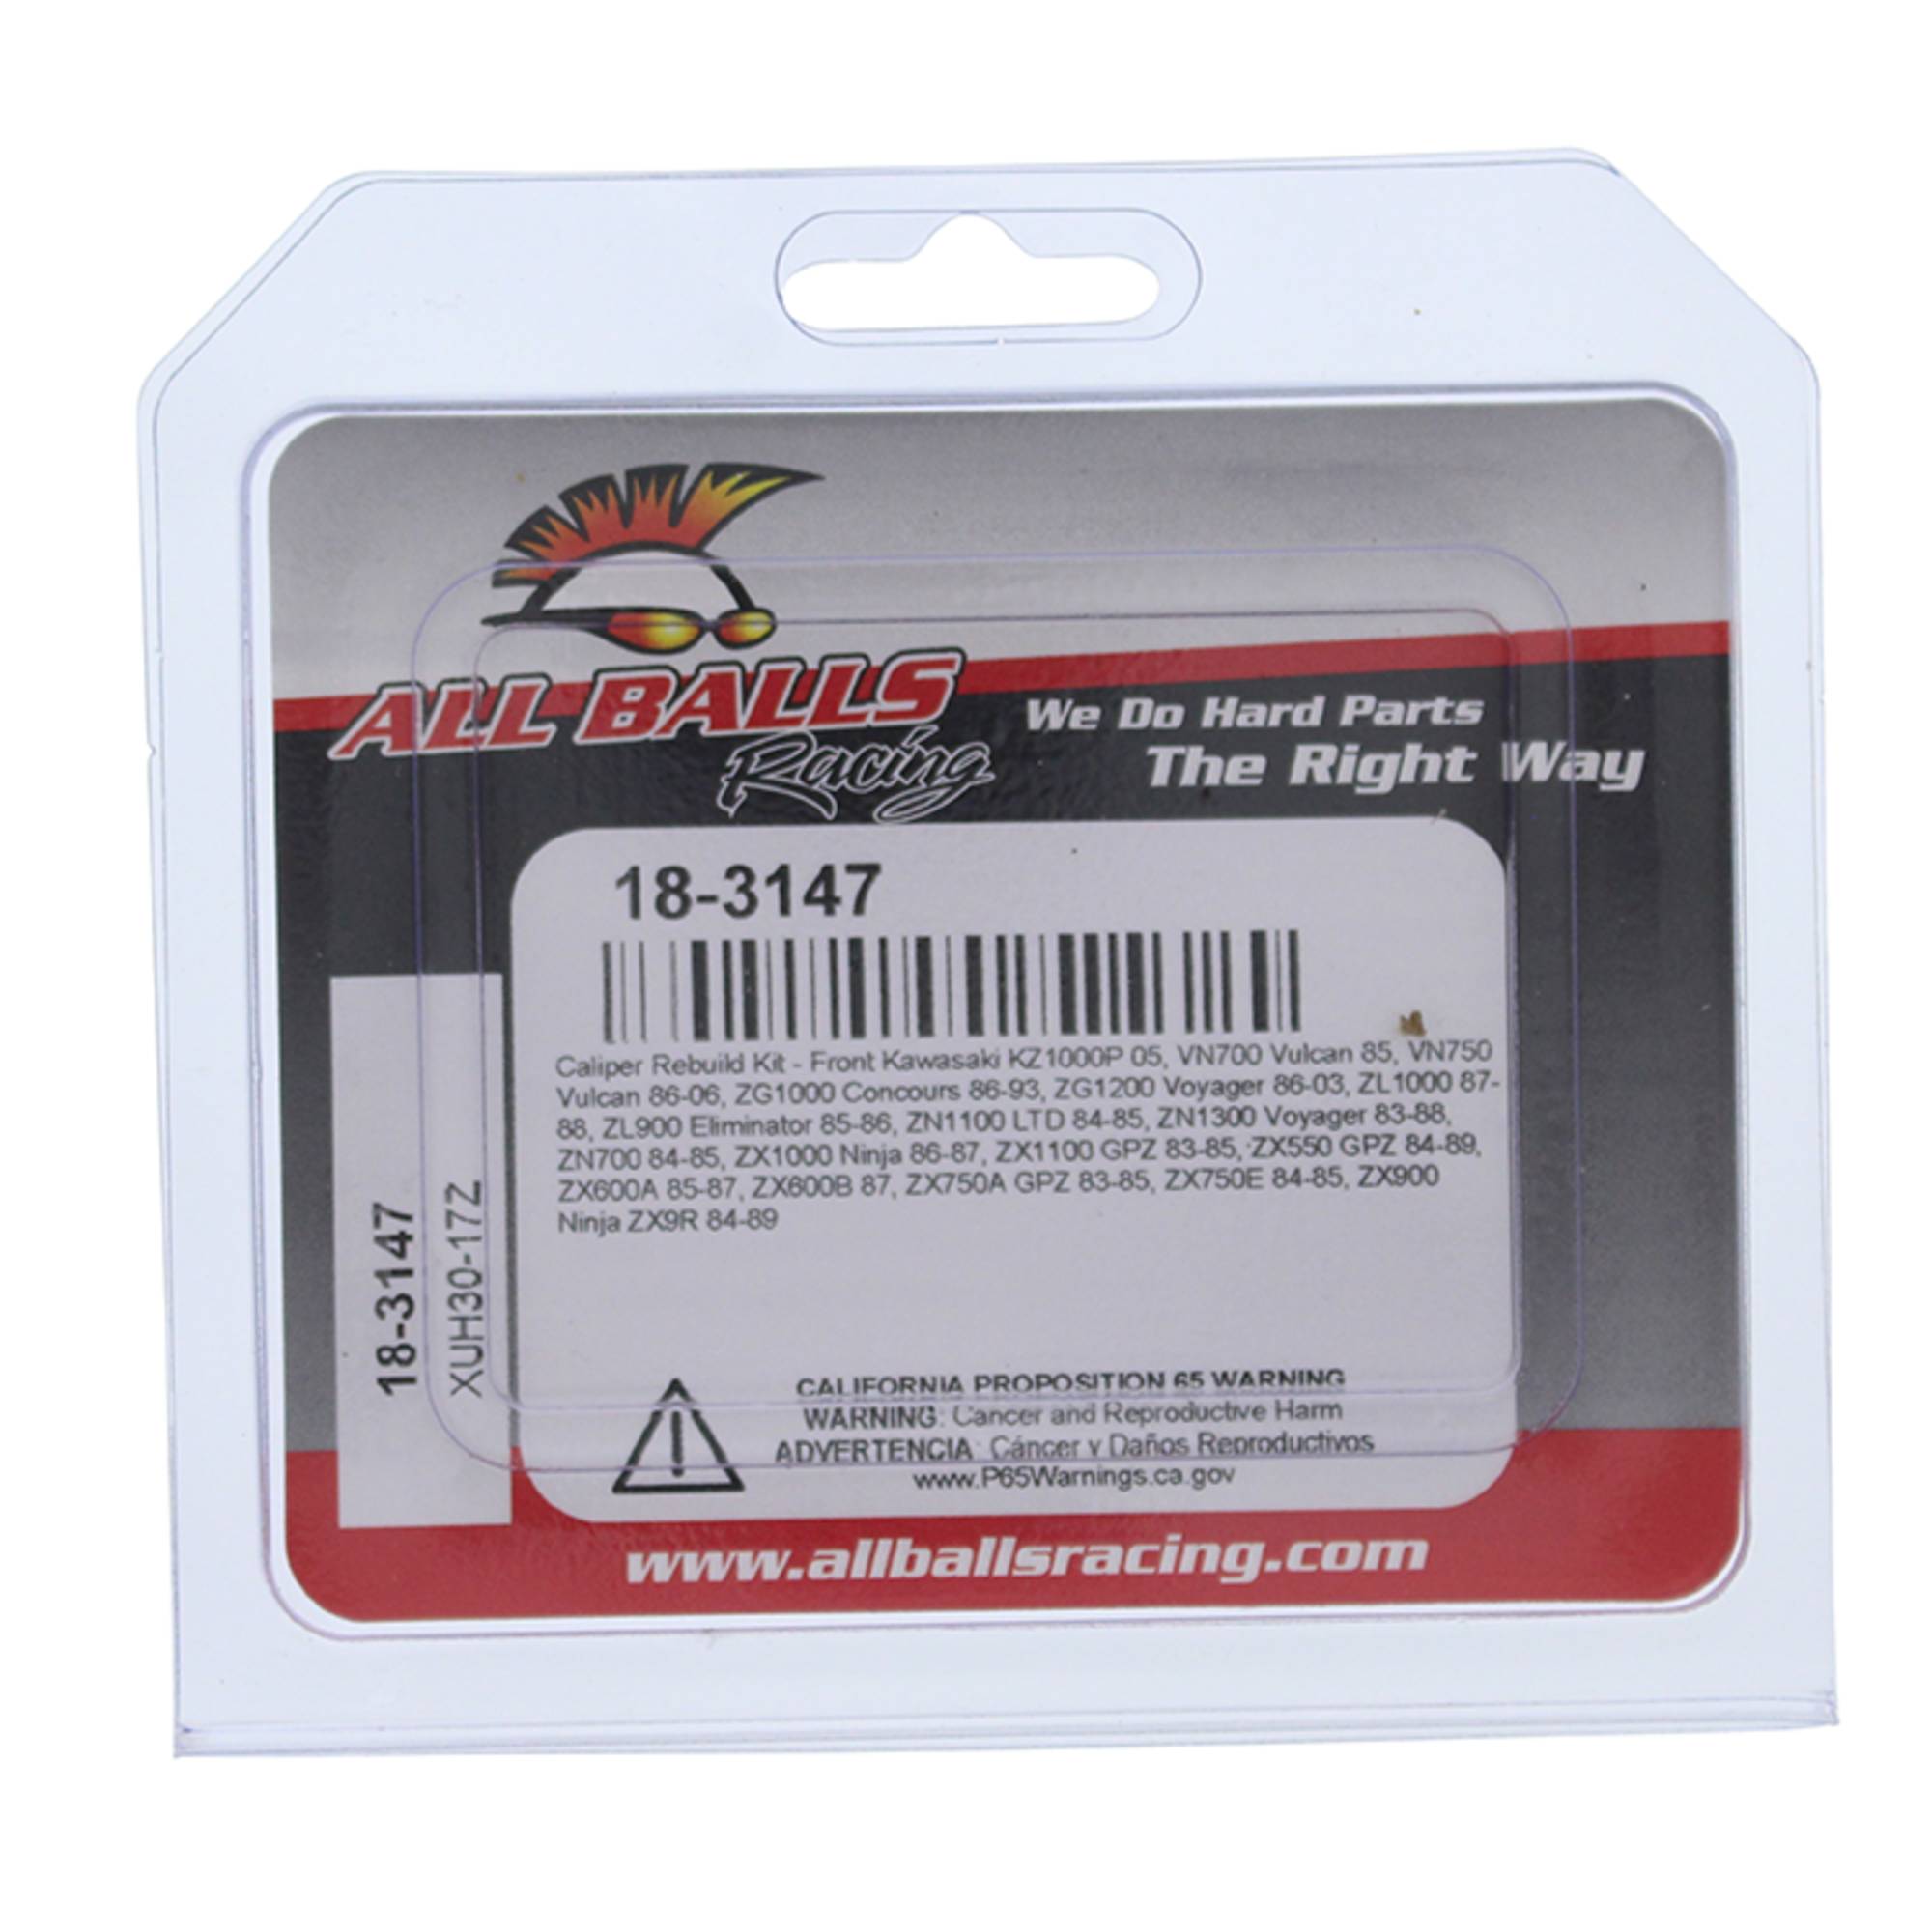 ALL BALLS
Racing
We Do Hard Parts
The Right Way
18-3147
Caliper Rebuild Kit - Front Kawasaki KZ1000P 05, VN700 Vulcan 85, VN750
Vulcan 86-06, ZG1000 Concours 86-93, ZG1200 Voyager 86-03, ZL1000 87-
88, ZL900 Eliminator 85-86, ZN1100 LTD 84-85, ZN1300 Voyager 83-88,
ZN700 84-85, ZX1000 Ninja 86-87, ZX1100 GPZ 83-85, ZX550 GPZ 84-89,
ZX600A 85-87, ZX600B 87, ZX750A GPZ 83-85, ZX750E 84-85, ZX900
Ninja ZX9R 84-89
18-3147
XUH30-17Z
CALIFORNIA PROPOSITION 65 WARNING
WARNING: Cancer and Reproductive Harm
ADVERTENCIA: Cáncer y Daños Reproductivos
www.P65Warnings.ca.gov
www.allballsracing.com